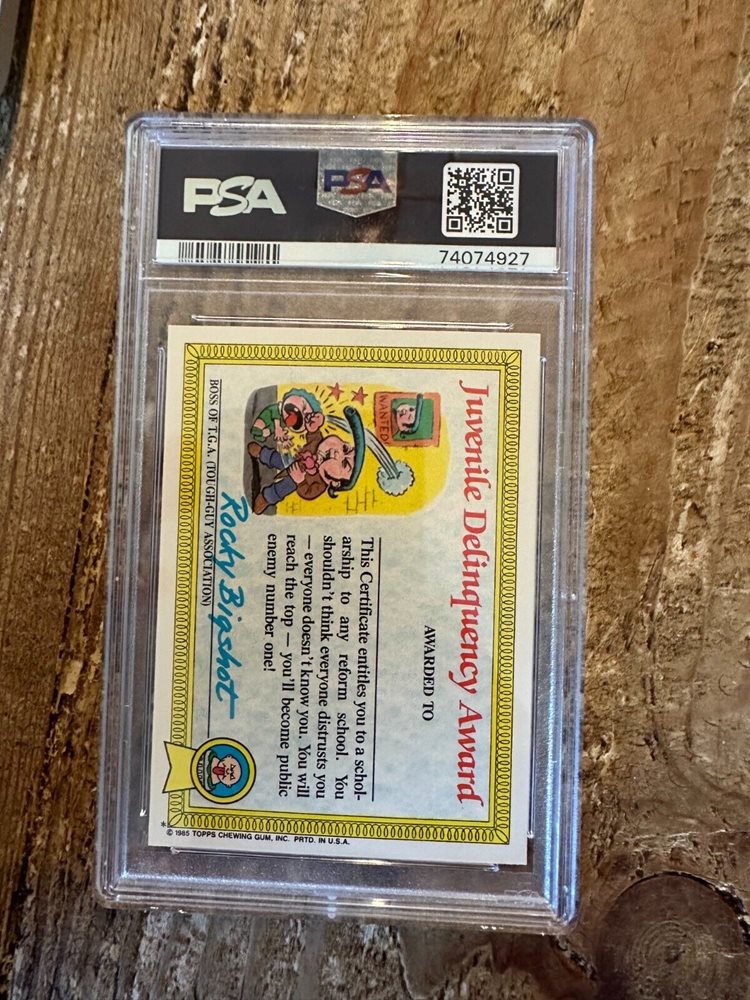 PSA
PSA
74074927
Juvenile Delinquency Award
AWARDED TO
WANTED
This Certificate entitles you to a schol-
arship to any reform school. You
shouldn't think everyone distrusts you
— everyone doesn't know you. You will
reach the top — you'll become public
enemy number one!
Rocky Bigshot
BOSS OF T.G.A. (TOUGH-GUY ASSOCIATION)
* © 1985 TOPPS CHEWING GUM, INC. PRTD. IN U.S.A.